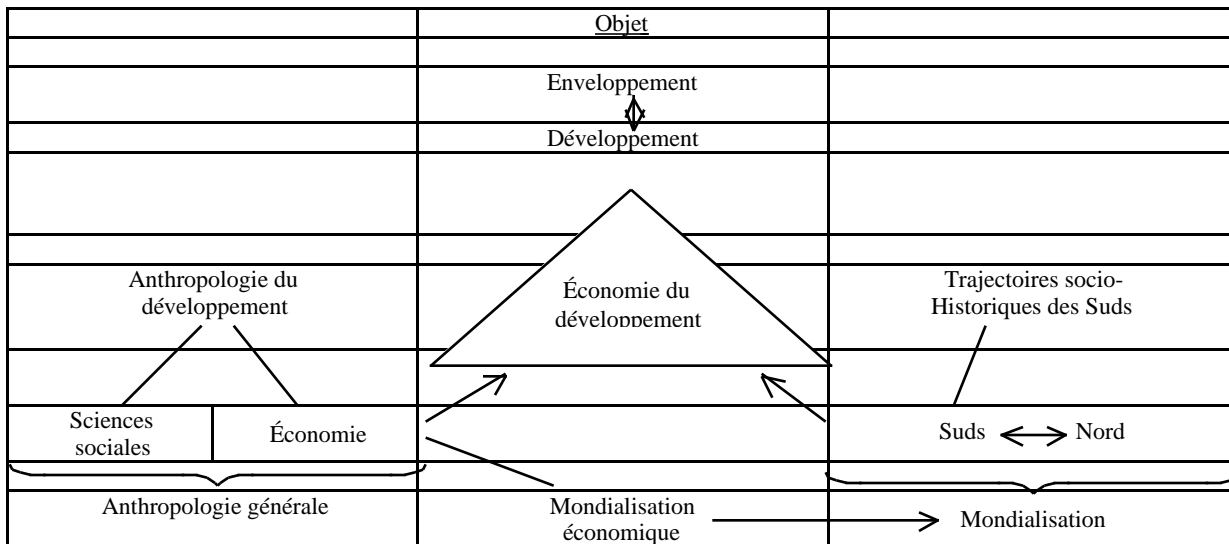 Objet
Enveloppement
Développement
Anthropologie du
développement
Économie du
développement
Trajectoires socio-
Historiques des Suds
Sciences
sociales
Économie
Suds
Nord
Anthropologie générale
Mondialisation
économique
Mondialisation